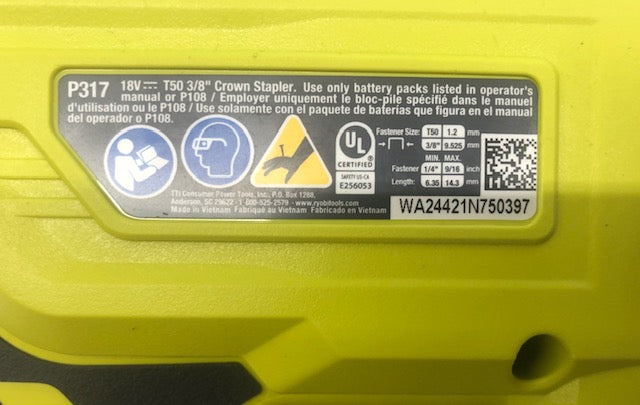 P317 18V⎓ T50 3/8" Crown Stapler. Use only battery packs listed in operator's
manual or P108 / Employer uniquement le bloc-pile spécifié dans le manuel
d'utilisation ou le P108 / Use solamente con el paquete de baterías que figura en el manual
del operador o P108.
UL
CERTIFIED
SAFETY US-CA
E256053
Fastener Size: T50 1.2 mm
3/8" 9.525 mm
MIN. MAX.
Fastener 1/4" 9/16 inch
Length: 6.35 14.3 mm
TTI Consumer Power Tools, Inc., P.O. Box 1288,
Anderson, SC 29622 · 1-800-525-2579 · www.ryobitools.com
Made in Vietnam Fabriqué au Vietnam Fabricado en Vietnam
WA24421N750397